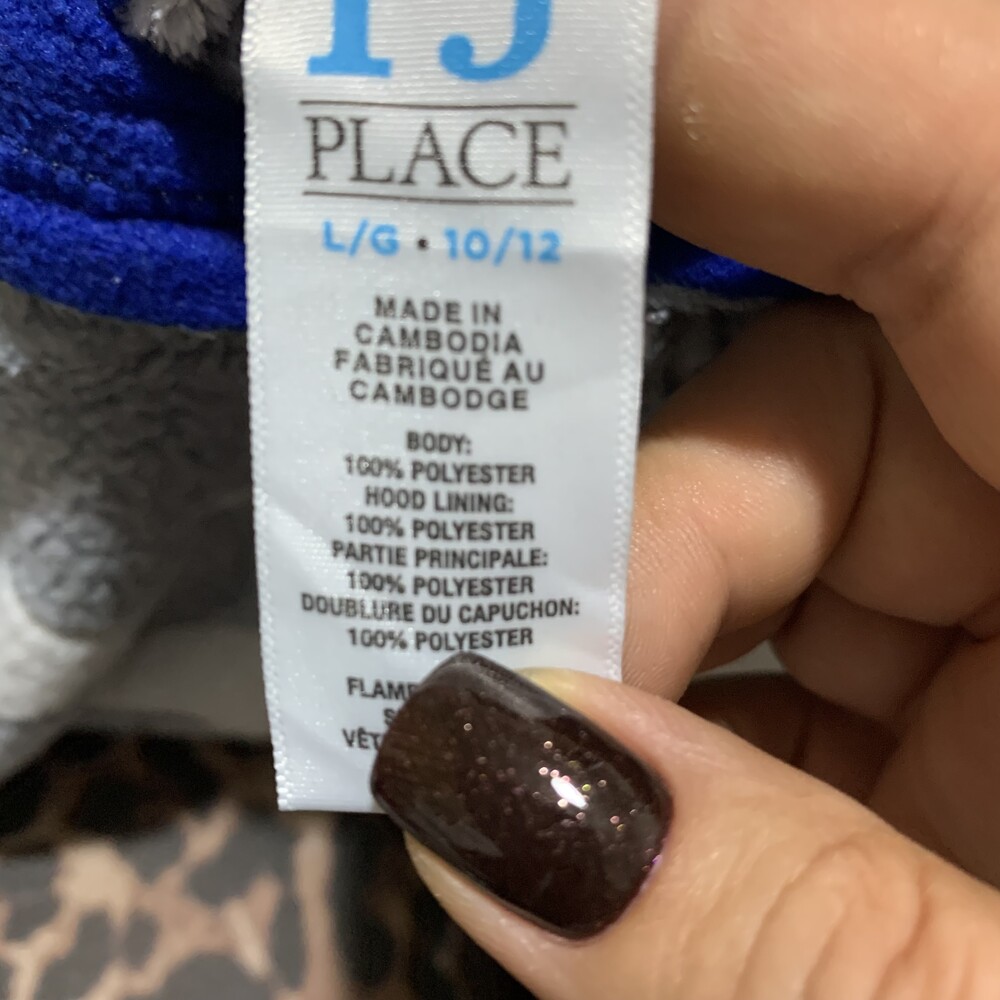 PJ
PLACE
L/G • 10/12
MADE IN
CAMBODIA
FABRIQUÉ AU
CAMBODGE
BODY:
100% POLYESTER
HOOD LINING:
100% POLYESTER
PARTIE PRINCIPALE:
100% POLYESTER
DOUBLURE DU CAPUCHON:
100% POLYESTER